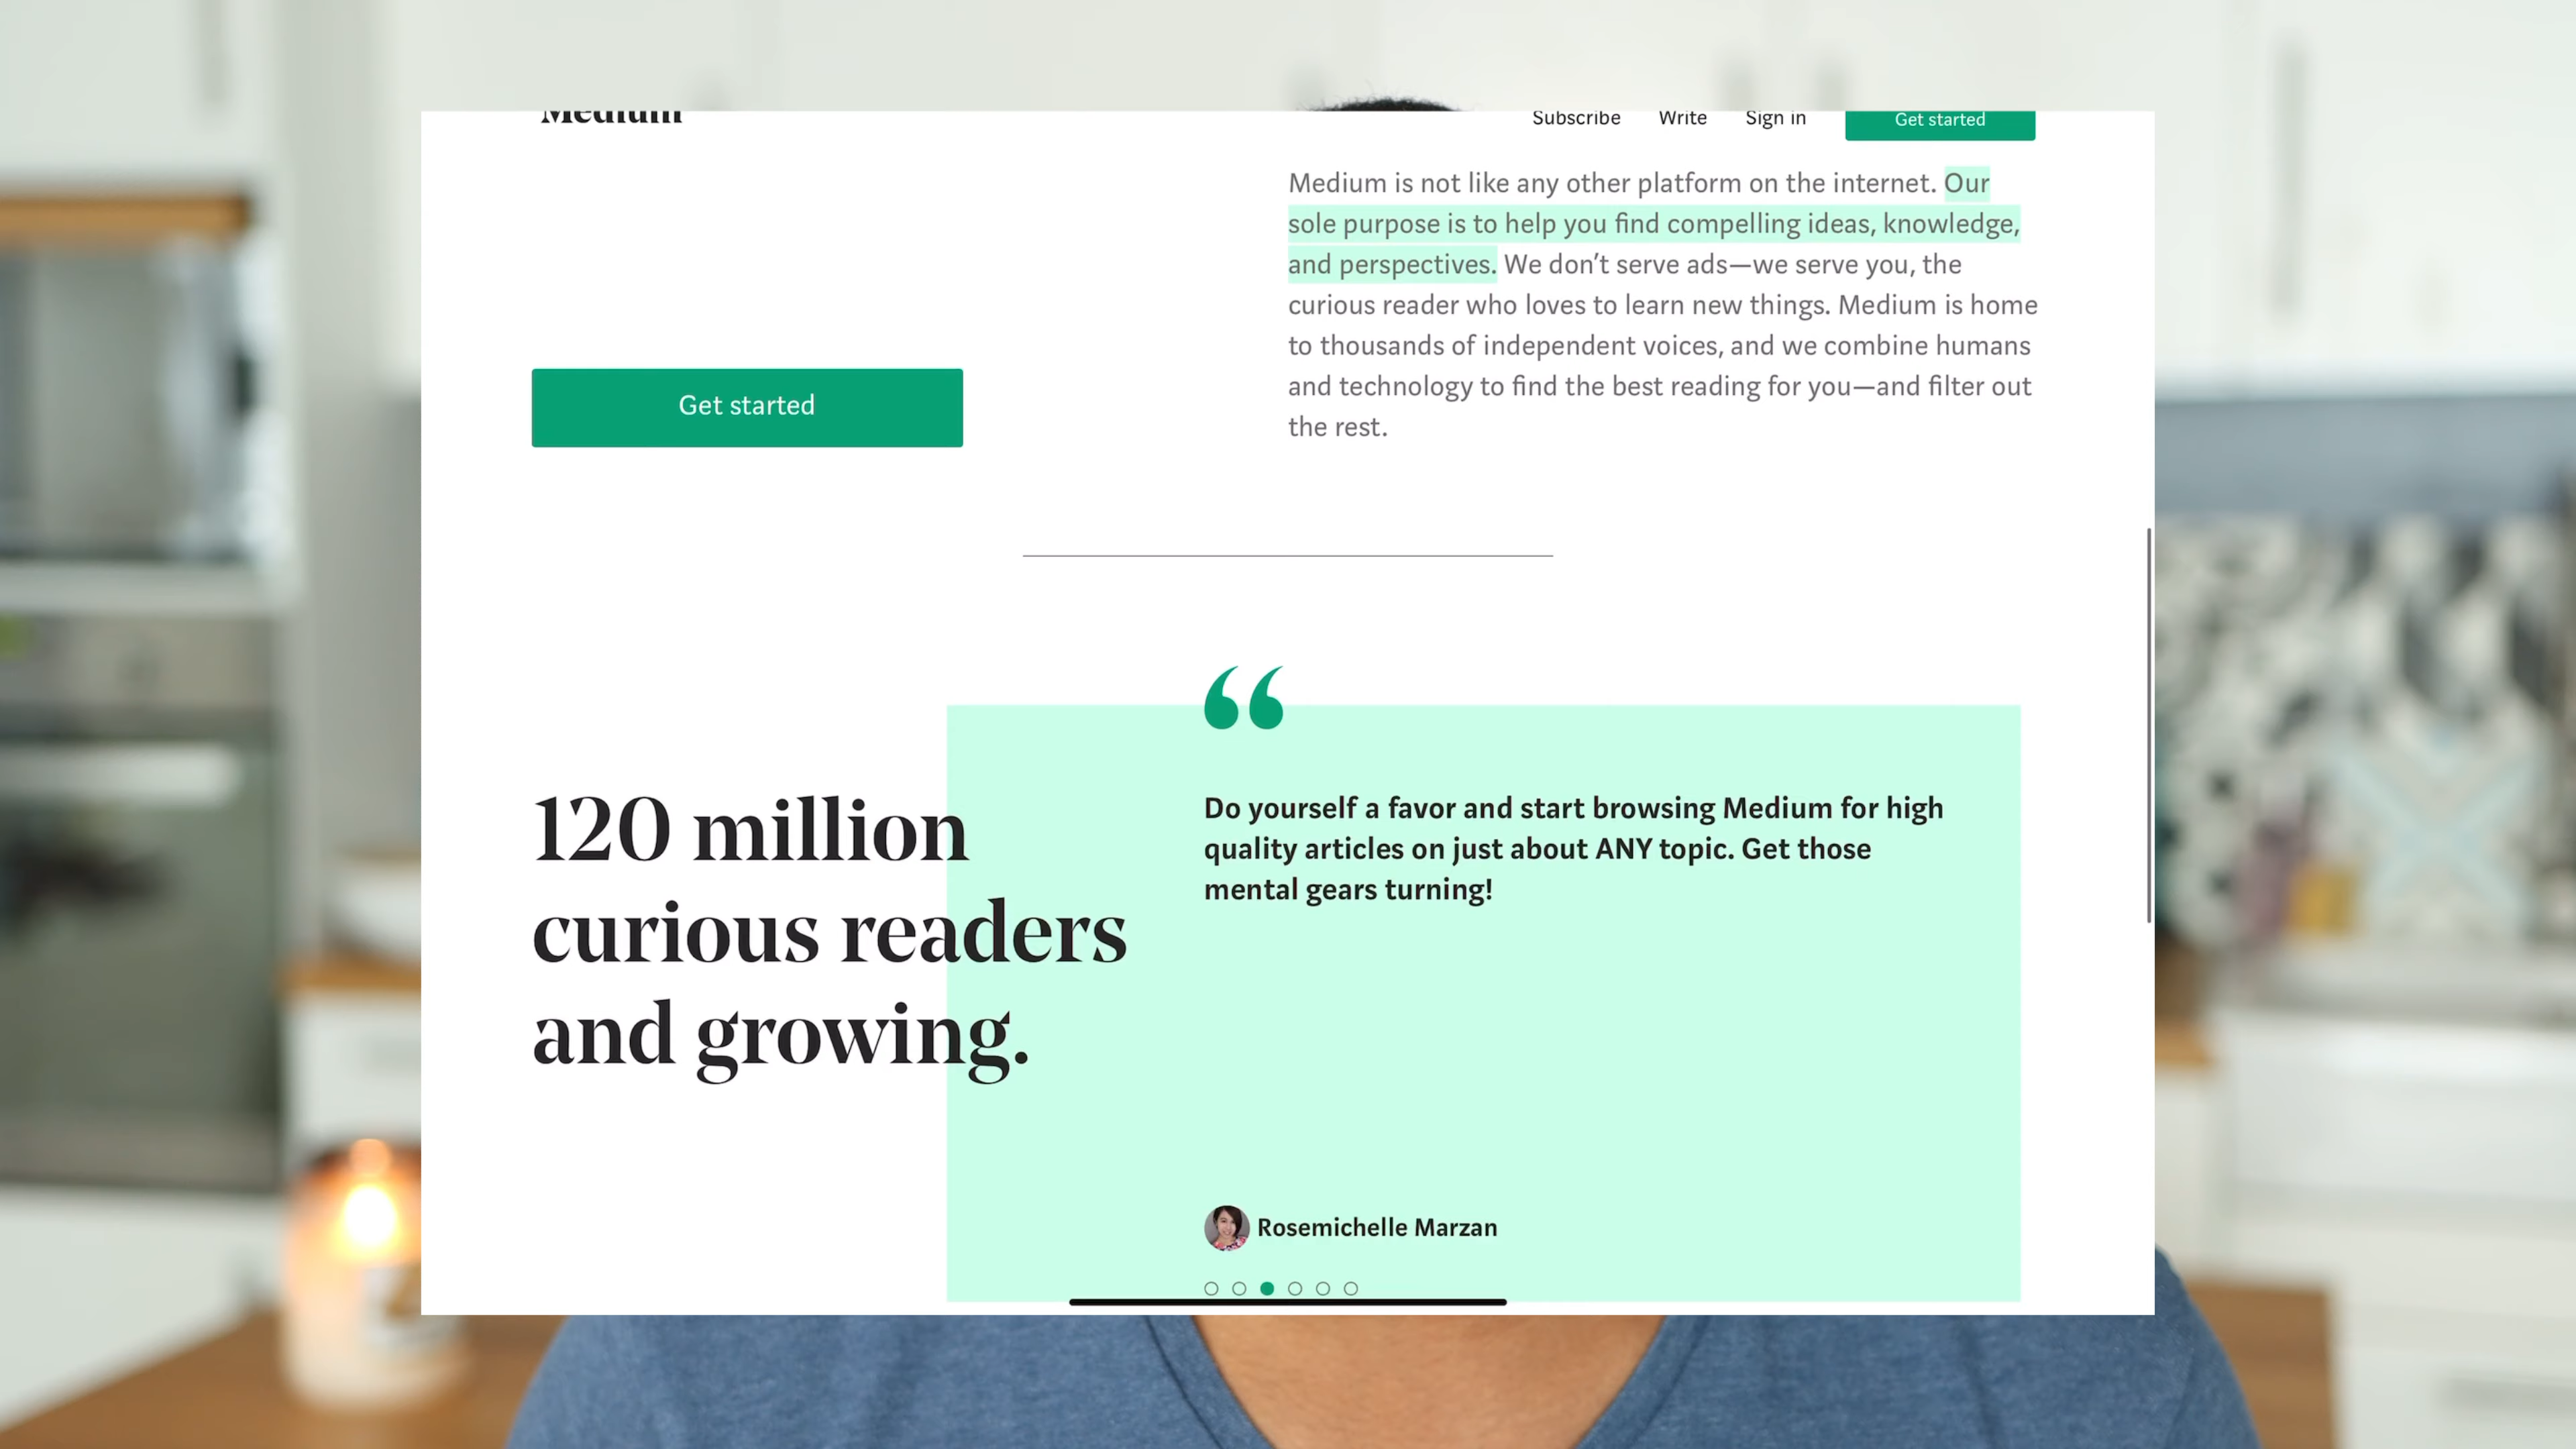 Medium
Subscribe Write Sign in Get started
Medium is not like any other platform on the internet. Our
sole purpose is to help you find compelling ideas, knowledge,
and perspectives. We don’t serve ads—we serve you, the
curious reader who loves to learn new things. Medium is home
to thousands of independent voices, and we combine humans
and technology to find the best reading for you—and filter out
the rest.
Get started
120 million
curious readers
and growing.
Do yourself a favor and start browsing Medium for high
quality articles on just about ANY topic. Get those
mental gears turning!
Rosemichelle Marzan